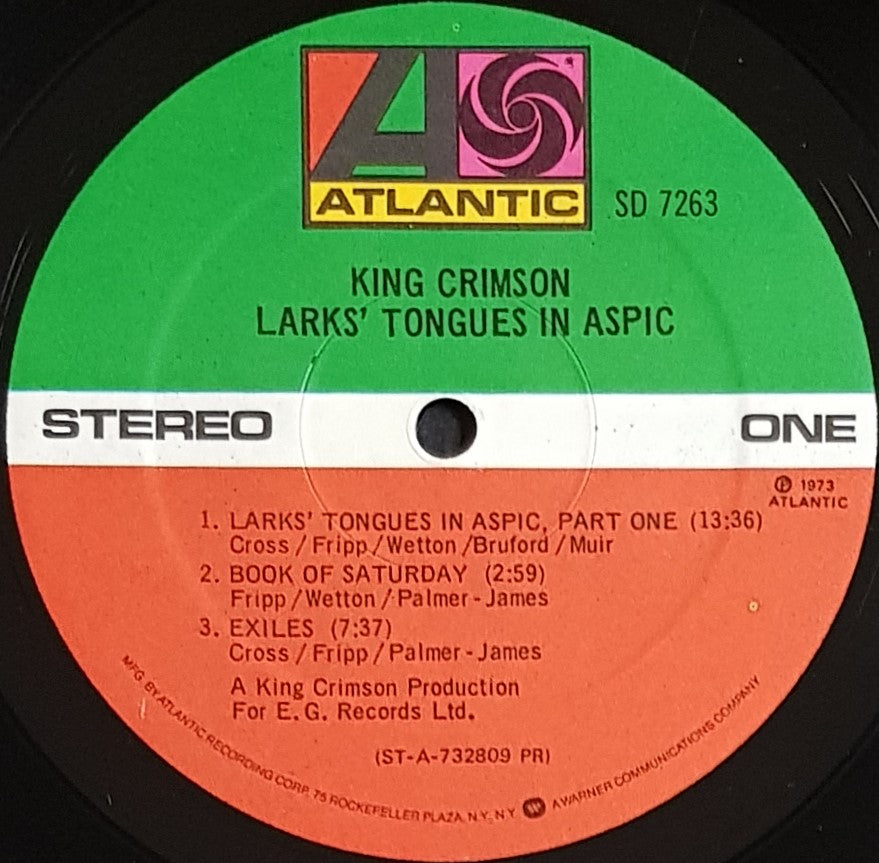 ATLANTIC
SD 7263
KING CRIMSON
LARKS' TONGUES IN ASPIC
STEREO
ONE
℗ 1973
ATLANTIC
1. LARKS' TONGUES IN ASPIC, PART ONE (13:36)
Cross / Fripp / Wetton / Bruford / Muir
2. BOOK OF SATURDAY (2:59)
Fripp / Wetton / Palmer - James
3. EXILES (7:37)
Cross / Fripp / Palmer - James
A King Crimson Production
For E. G. Records Ltd.
(ST-A-732809 PR)
MFG. BY ATLANTIC RECORDING CORP. 75 ROCKEFELLER PLAZA, N.Y., N.Y. W A WARNER COMMUNICATIONS COMPANY